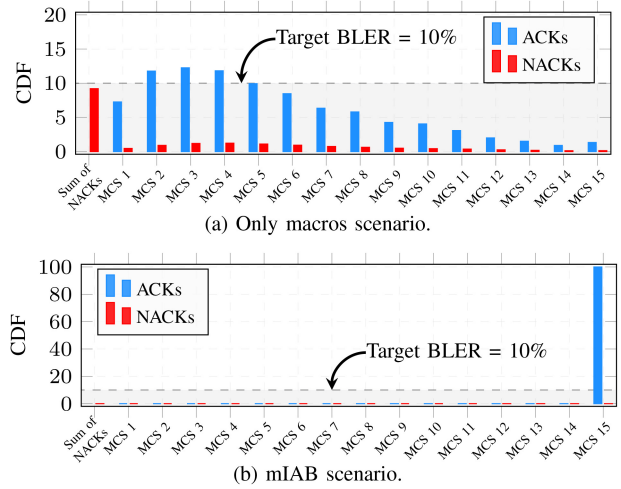 20
15
10
5
0
CDF
Target BLER = 10%
ACKs
NACKs
Sum of
NACKs
MCS 1
MCS 2
MCS 3
MCS 4
MCS 5
MCS 6
MCS 7
MCS 8
MCS 9
MCS 10
MCS 11
MCS 12
MCS 13
MCS 14
MCS 15
(a) Only macros scenario.
100
80
60
40
20
0
CDF
ACKs
NACKs
Target BLER = 10%
Sum of
NACKs
MCS 1
MCS 2
MCS 3
MCS 4
MCS 5
MCS 6
MCS 7
MCS 8
MCS 9
MCS 10
MCS 11
MCS 12
MCS 13
MCS 14
MCS 15
(b) mIAB scenario.